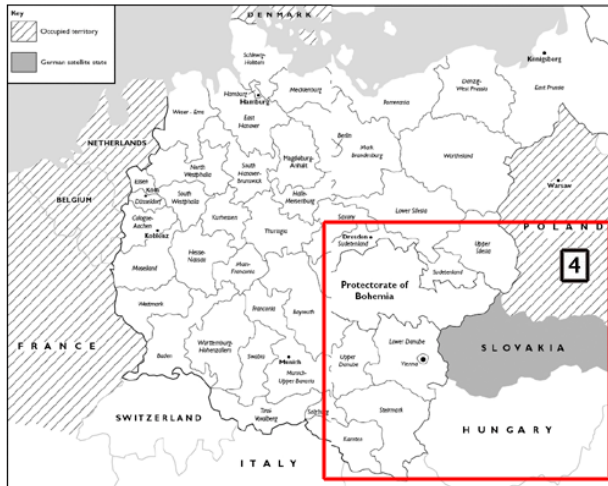 Key
Occupied territory
German satellite state
DENMARK
Schleswig-
Holstein
Königsberg
East Prussia
Danzig-
West Prussia
Hamburg
Hamburg
Mecklenburg
Pomerania
Weser - Ems
East
Hanover
NETHERLANDS
Berlin
Mark
Brandenburg
Wartheland
Warsaw
North
Westphalia
South
Hanover-
Brunswick
Magdeburg-
Anhalt
Essen
Köln
Düsseldorf
South
Westphalia
Halle-
Merseburg
BELGIUM
Cologne-
Aachen
Koblenz
Kurhessen
Thuringia
Saxony
Lower Silesia
POLAND
Dresden
Sudetenland
Upper
Silesia
4
Moselland
Hesse-
Nassau
Main-
Franconia
Sudetenland
Protectorate of
Bohemia
Westmark
Franconia
Bayreuth
FRANCE
Baden
Württemburg-
Hohenzollern
Swabia
Munich
Munich-
Upper Bavaria
Upper
Danube
Lower Danube
Vienna
SLOVAKIA
SWITZERLAND
Tirol-
Voralberg
Salzburg
Steiermark
Karnten
HUNGARY
ITALY